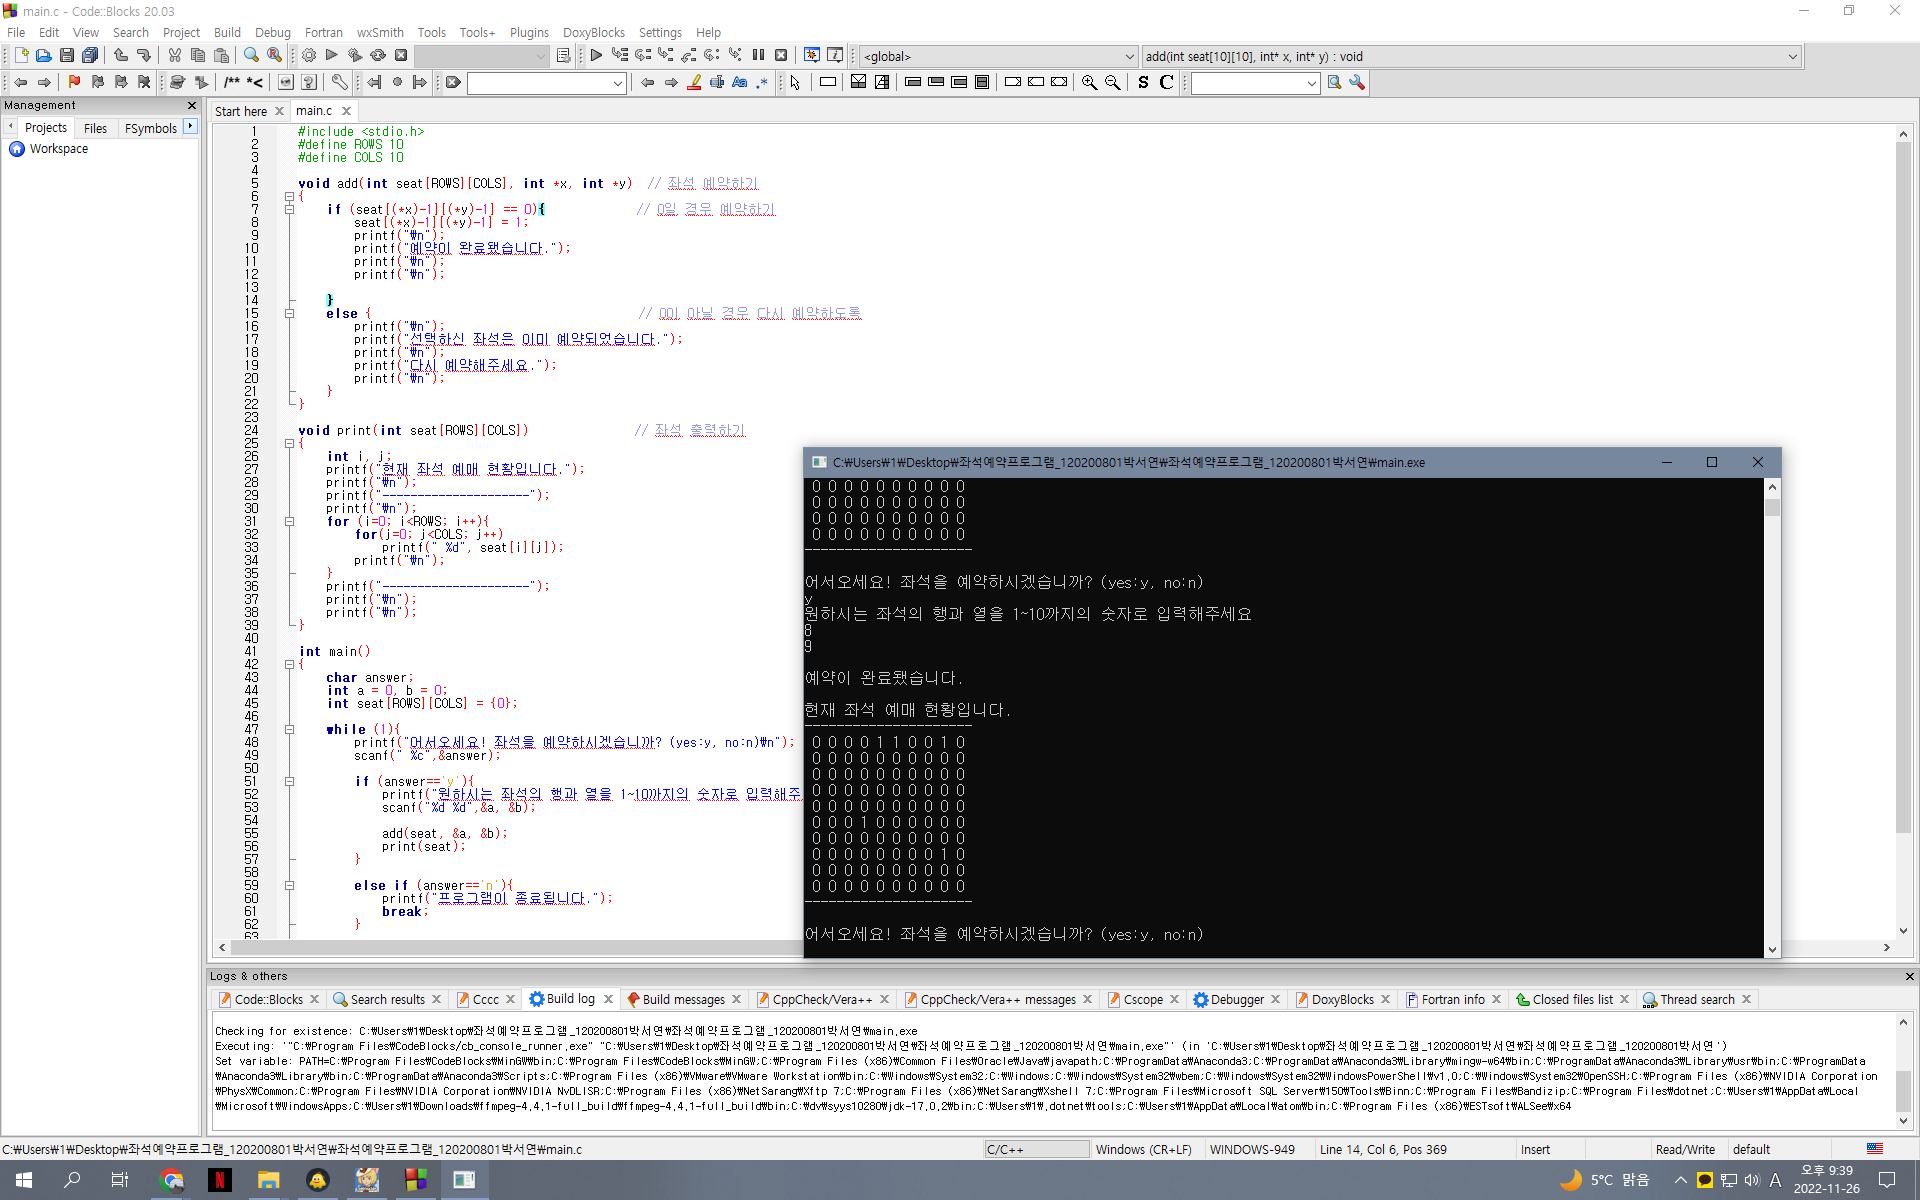 main.c - Code::Blocks 20.03
File Edit View Search Project Build Debug Fortran wxSmith Tools Tools+ Plugins DoxyBlocks Settings Help
<global> add(int seat[10][10], int* x, int* y) : void
/** *< Aa .* S C
Management
Projects Files FSymbols
Workspace
Start here main.c
1 #include <stdio.h>
2 #define ROWS 10
3 #define COLS 10
4
5 void add(int seat[ROWS][COLS], int *x, int *y) // 좌석 예약하기
6 {
7 if (seat[(*x)-1][(*y)-1] == 0){ // 0일 경우 예약하기
8 seat[(*x)-1][(*y)-1] = 1;
9 printf("₩n");
10 printf("예약이 완료됐습니다.");
11 printf("₩n");
12 printf("₩n");
13
14 }
15 else { // 0이 아닐 경우 다시 예약하도록
16 printf("₩n");
17 printf("선택하신 좌석은 이미 예약되었습니다.");
18 printf("₩n");
19 printf("다시 예약해주세요.");
20 printf("₩n");
21 }
22 }
23
24 void print(int seat[ROWS][COLS]) // 좌석 출력하기
25 {
26 int i, j;
27 printf("현재 좌석 예매 현황입니다.");
28 printf("₩n");
29 printf("---------------------");
30 printf("₩n");
31 for (i=0; i<ROWS; i++){
32 for(j=0; j<COLS; j++)
33 printf(" %d", seat[i][j]);
34 printf("₩n");
35 }
36 printf("---------------------");
37 printf("₩n");
38 printf("₩n");
39 }
40
41 int main()
42 {
43 char answer;
44 int a = 0, b = 0;
45 int seat[ROWS][COLS] = {0};
46
47 while (1){
48 printf("어서오세요! 좌석을 예약하시겠습니까? (yes:y, no:n)₩n");
49 scanf(" %c",&answer);
50
51 if (answer=='y'){
52 printf("원하시는 좌석의 행과 열을 1~10까지의 숫자로 입력해주
53 scanf("%d %d",&a, &b);
54
55 add(seat, &a, &b);
56 print(seat);
57 }
58
59 else if (answer=='n'){
60 printf("프로그램이 종료됩니다.");
61 break;
62 }
63
C:₩Users₩1₩Desktop₩좌석예약프로그램_120200801박서연₩좌석예약프로그램_120200801박서연₩main.exe
0 0 0 0 0 0 0 0 0 0
0 0 0 0 0 0 0 0 0 0
0 0 0 0 0 0 0 0 0 0
0 0 0 0 0 0 0 0 0 0
---------------------
어서오세요! 좌석을 예약하시겠습니까? (yes:y, no:n)
y
원하시는 좌석의 행과 열을 1~10까지의 숫자로 입력해주세요
8
9
예약이 완료됐습니다.
현재 좌석 예매 현황입니다.
---------------------
0 0 0 0 1 1 0 0 1 0
0 0 0 0 0 0 0 0 0 0
0 0 0 0 0 0 0 0 0 0
0 0 0 0 0 0 0 0 0 0
0 0 0 0 0 0 0 0 0 0
0 0 0 1 0 0 0 0 0 0
0 0 0 0 0 0 0 0 0 0
0 0 0 0 0 0 0 0 1 0
0 0 0 0 0 0 0 0 0 0
0 0 0 0 0 0 0 0 0 0
---------------------
어서오세요! 좌석을 예약하시겠습니까? (yes:y, no:n)
Logs & others
Code::Blocks Search results Cccc Build log Build messages CppCheck/Vera++ CppCheck/Vera++ messages Cscope Debugger DoxyBlocks Fortran info Closed files list Thread search
Checking for existence: C:₩Users₩1₩Desktop₩좌석예약프로그램_120200801박서연₩좌석예약프로그램_120200801박서연₩main.exe
Executing: '"C:₩Program Files₩CodeBlocks/cb_console_runner.exe" "C:₩Users₩1₩Desktop₩좌석예약프로그램_120200801박서연₩좌석예약프로그램_120200801박서연₩main.exe"' (in 'C:₩Users₩1₩Desktop₩좌석예약프로그램_120200801박서연₩좌석예약프로그램_120200801박서연')
Set variable: PATH=C:₩Program Files₩CodeBlocks₩MinGW₩bin;C:₩Program Files₩CodeBlocks₩MinGW;C:₩Program Files (x86)₩Common Files₩Oracle₩Java₩javapath;C:₩ProgramData₩Anaconda3;C:₩ProgramData₩Anaconda3₩Library₩mingw-w64₩bin;C:₩ProgramData₩Anaconda3₩Library₩usr₩bin;C:₩ProgramData
₩Anaconda3₩Library₩bin;C:₩ProgramData₩Anaconda3₩Scripts;C:₩Program Files (x86)₩VMware₩VMware Workstation₩bin;C:₩Windows₩System32;C:₩Windows;C:₩Windows₩System32₩wbem;C:₩Windows₩System32₩WindowsPowerShell₩v1.0;C:₩Windows₩System32₩OpenSSH;C:₩Program Files (x86)₩NVIDIA Corporation
₩PhysX₩Common;C:₩Program Files₩NVIDIA Corporation₩NVIDIA NvDLISR;C:₩Program Files (x86)₩NetSarang₩Xftp 7;C:₩Program Files (x86)₩NetSarang₩Xshell 7;C:₩Program Files₩Microsoft SQL Server₩150₩Tools₩Binn;C:₩Program Files₩Bandizip;C:₩Program Files₩dotnet;C:₩Users₩1₩AppData₩Local
₩Microsoft₩WindowsApps;C:₩Users₩1₩Downloads₩ffmpeg-4.4.1-full_build₩ffmpeg-4.4.1-full_build₩bin;C:₩dv₩syys10280₩jdk-17.0.2₩bin;C:₩Users₩1₩.dotnet₩tools;C:₩Users₩1₩AppData₩Local₩atom₩bin;C:₩Program Files (x86)₩ESTsoft₩ALSee₩x64
C:₩Users₩1₩Desktop₩좌석예약프로그램_120200801박서연₩좌석예약프로그램_120200801박서연₩main.c C/C++ Windows (CR+LF) WINDOWS-949 Line 14, Col 6, Pos 369 Insert Read/Write default
N 5°C 맑음 A 오후 9:39
2022-11-26